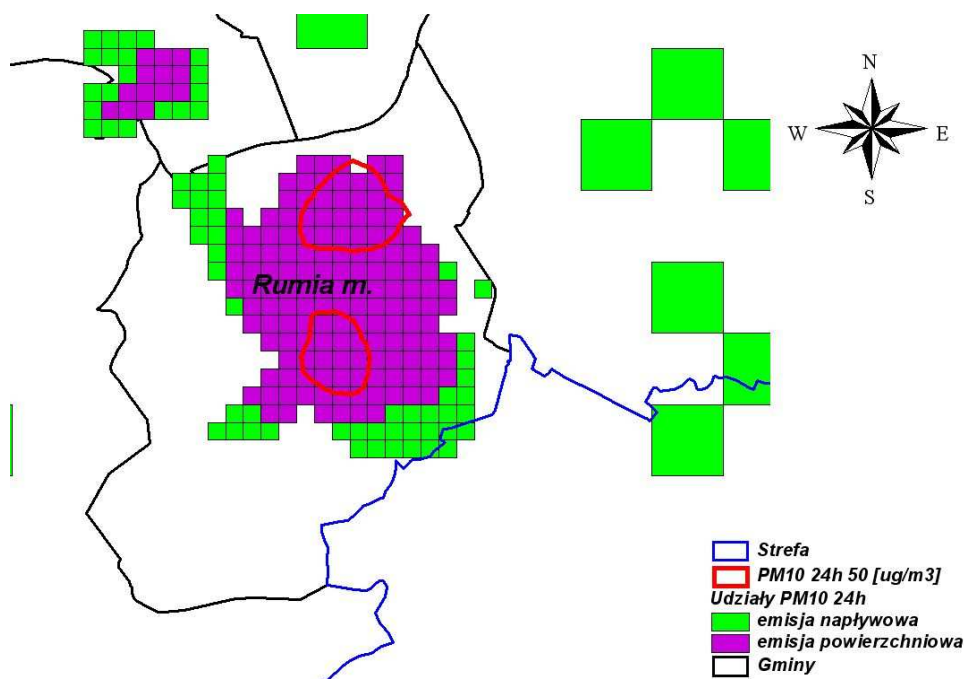 N
W
E
S
Rumia m.
Strefa
PM10 24h 50 [ug/m3]
Udziały PM10 24h
emisja napływowa
emisja powierzchniowa
Gminy